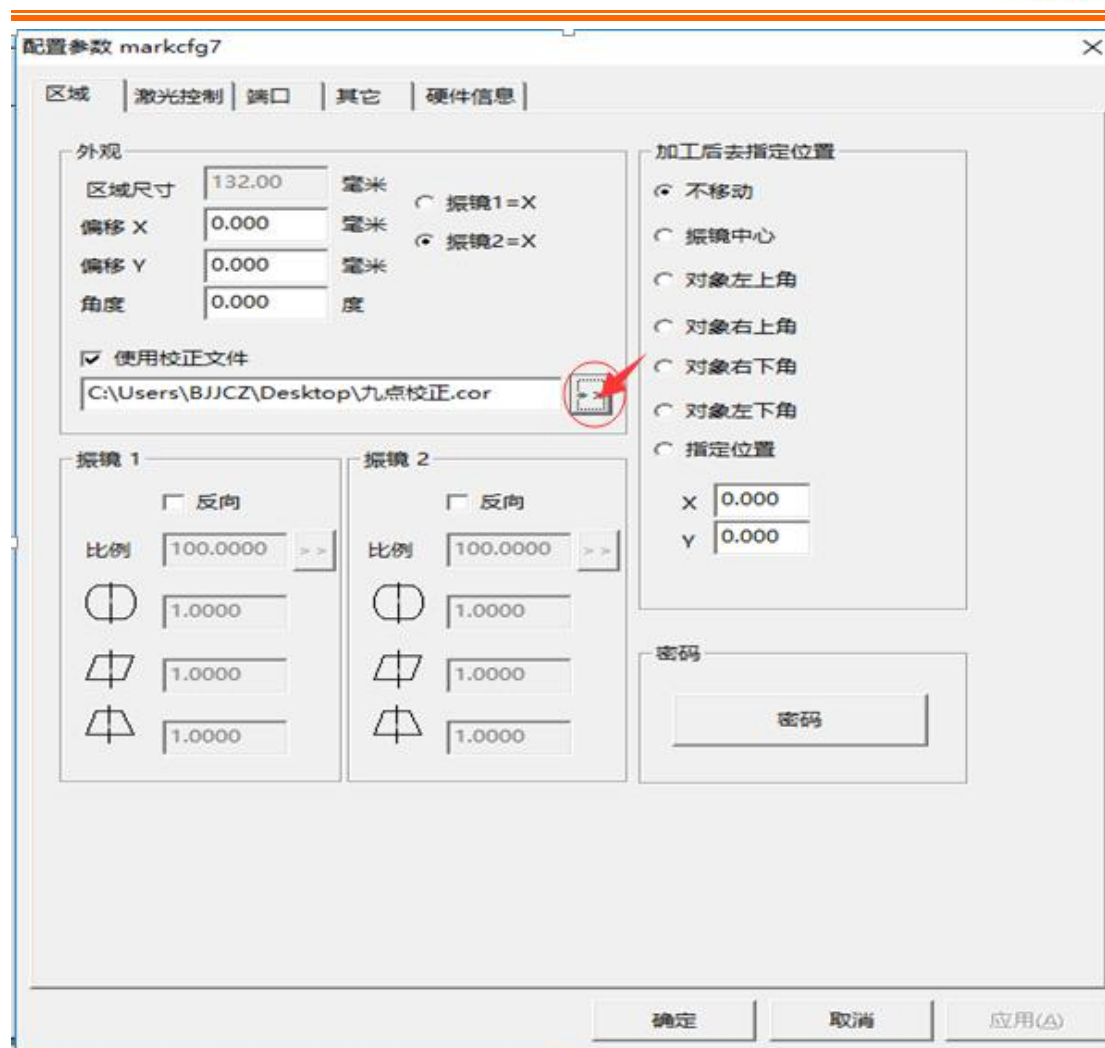 配置参数 markcfg7
区域
激光控制
端口
其它
硬件信息
外观
区域尺寸 132.00 毫米
偏移 X 0.000 毫米
偏移 Y 0.000 毫米
角度 0.000 度
振镜1=X
振镜2=X
使用校正文件
C:\Users\BJJCZ\Desktop\九点校正.cor
振镜 1
反向
比例 100.0000 >>
1.0000
1.0000
1.0000
振镜 2
反向
比例 100.0000 >>
1.0000
1.0000
1.0000
加工后去指定位置
不移动
振镜中心
对象左上角
对象右上角
对象右下角
对象左下角
指定位置
X 0.000
Y 0.000
密码
密码
确定
取消
应用(A)